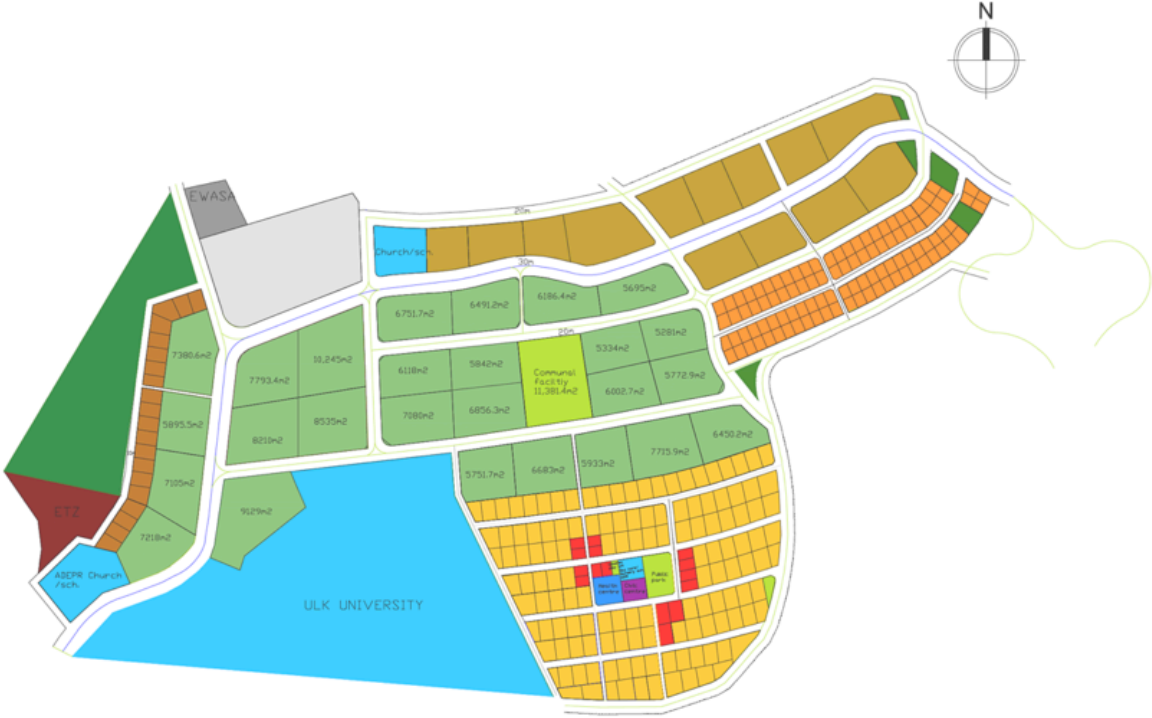 N
EWASA
20m
Church/sch.
30m
6751.7m2
6491.2m2
6186.4m2
5695m2
20m
7380.6m2
7793.4m2
10,245m2
6118m2
5842m2
Communal
facility
11,381.4m2
5334m2
5281m2
6002.7m2
5772.9m2
5895.5m2
8210m2
8535m2
7080m2
6856.3m2
7105m2
5751.7m2
6683m2
5933m2
7715.9m2
6450.2m2
ETZ
9129m2
7218m2
ADEPR Church
/sch.
ULK UNIVERSITY
Public
park